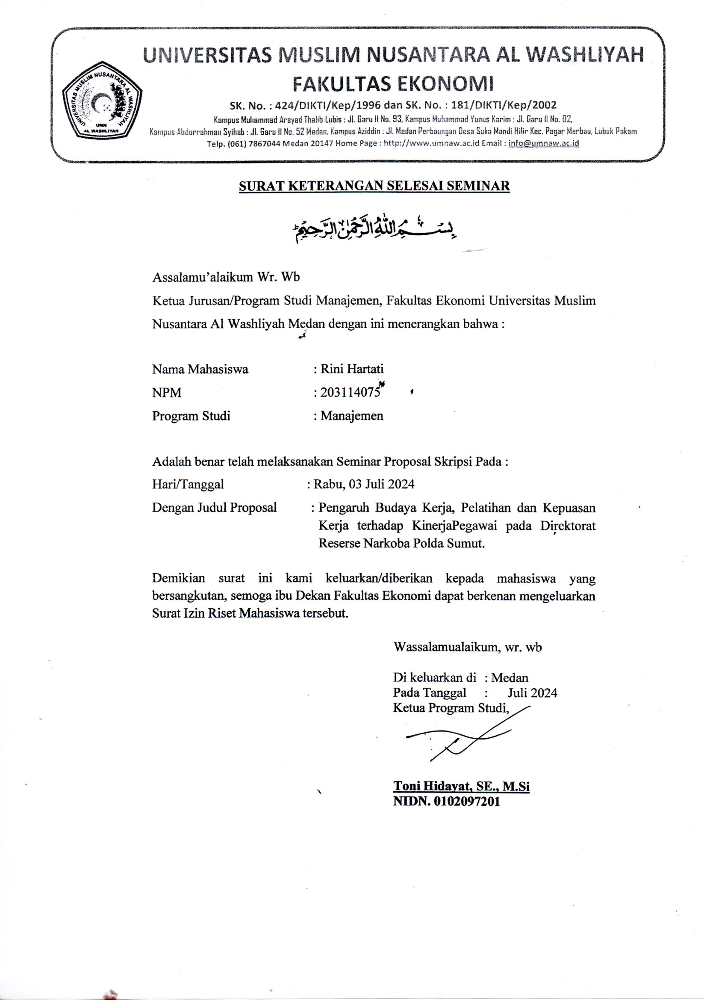 UNIVERSITAS MUSLIM NUSANTARA AL WASHLIYAH
FAKULTAS EKONOMI
SK. No. : 424/DIKTI/Kep/1996 dan SK. No. : 181/DIKTI/Kep/2002
Kampus Muhammad Arsyad Thalib Lubis : Jl. Garu II No. 93, Kampus Muhammad Yunus Karim : Jl. Garu II No. 02,
Kampus Abdurrahman Syihab : Jl. Garu II No. 52 Medan, Kampus Aziddin : Jl. Medan Perbaungan Desa Suka Mandi Hilir Kec. Pagar Merbau, Lubuk Pakam
Telp. (061) 7867044 Medan 20147 Home Page : http://www.umnaw.ac.id Email : info@umnaw.ac.id
UNIVERSITAS MUSLIM NUSANTARA AL WASHLIYAH
UMN
AL WASHLIYAH
SURAT KETERANGAN SELESAI SEMINAR
بِسْمِ اللّٰهِ الرَّحْمٰنِ الرَّحِيْمِ
Assalamu’alaikum Wr. Wb
Ketua Jurusan/Program Studi Manajemen, Fakultas Ekonomi Universitas Muslim
Nusantara Al Washliyah Medan dengan ini menerangkan bahwa :
Nama Mahasiswa : Rini Hartati
NPM : 203114075
Program Studi : Manajemen
Adalah benar telah melaksanakan Seminar Proposal Skripsi Pada :
Hari/Tanggal : Rabu, 03 Juli 2024
Dengan Judul Proposal : Pengaruh Budaya Kerja, Pelatihan dan Kepuasan
Kerja terhadap KinerjaPegawai pada Direktorat
Reserse Narkoba Polda Sumut.
Demikian surat ini kami keluarkan/diberikan kepada mahasiswa yang
bersangkutan, semoga ibu Dekan Fakultas Ekonomi dapat berkenan mengeluarkan
Surat Izin Riset Mahasiswa tersebut.
Wassalamualaikum, wr. wb
Di keluarkan di : Medan
Pada Tanggal : Juli 2024
Ketua Program Studi,
Toni Hidayat, SE., M.Si
NIDN. 0102097201